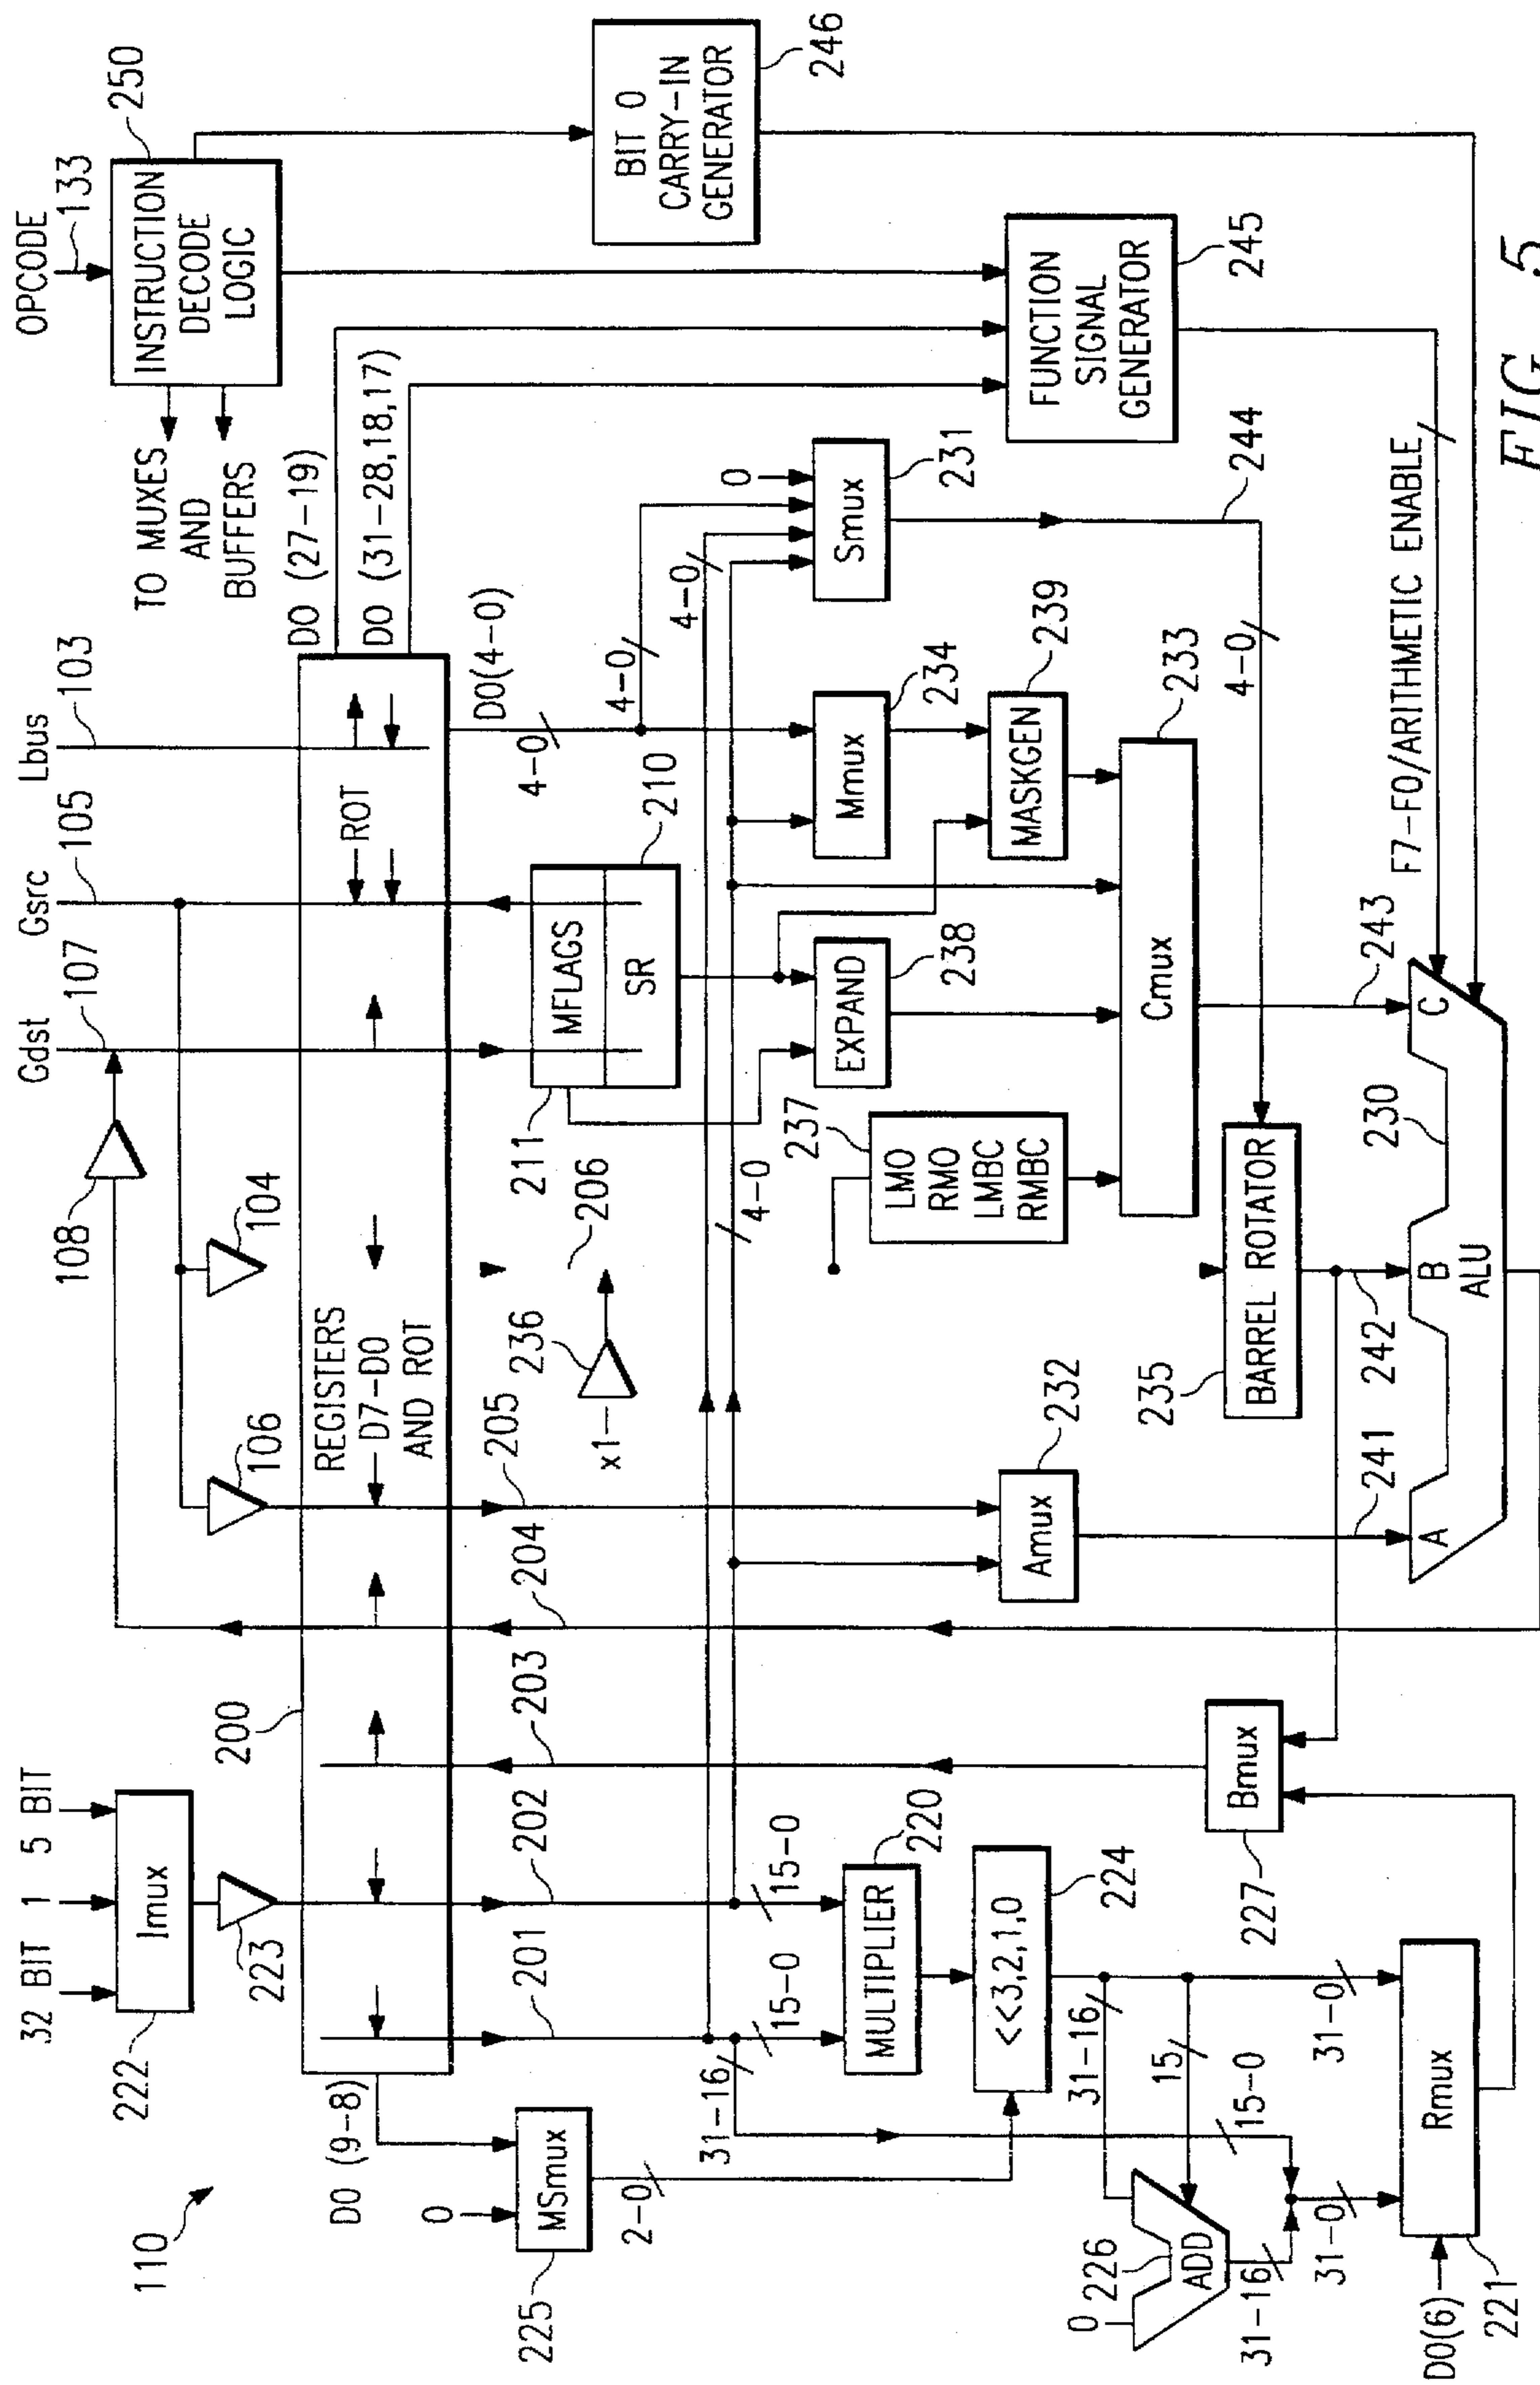 110
32 BIT 1 5 BIT
Imux
222
223
200
Gdst
107
Gsrc
105
Lbus
103
OPCODE
133
INSTRUCTION
DECODE
LOGIC
250
TO MUXES
AND
BUFFERS
108
106
104
D0 (9-8)
0
MSmux
225
2-0
REGISTERS
D7-D0
AND ROT
ROT
D0 (27-19)
D0 (31-28,18,17)
D0(4-0)
4-0
4-0
4-0
201
202
203
204
205
x1
236
206
211
MFLAGS
SR
210
BIT 0
CARRY-IN
GENERATOR
246
31-16
15-0
15-0
4-0
MULTIPLIER
220
<<3,2,1,0
224
237
LMO
RMO
LMBC
RMBC
EXPAND
238
Mmux
234
MASKGEN
239
0
Smux
231
FUNCTION
SIGNAL
GENERATOR
245
Amux
232
Cmux
233
244
4-0
31-16
15
15-0
0
226
ADD
31-16
31-0
31-0
Rmux
D0(6)
221
Bmux
227
235
BARREL ROTATOR
241
242
243
230
A
B
C
ALU
F7-F0/ARITHMETIC ENABLE
FIG. 5